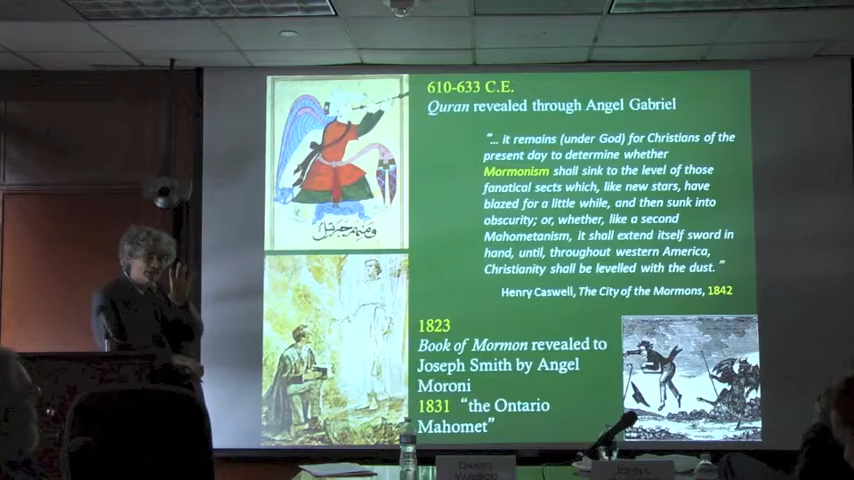 610-633 C.E.
Quran revealed through Angel Gabriel
“... it remains (under God) for Christians of the
present day to determine whether
Mormonism shall sink to the level of those
fanatical sects which, like new stars, have
blazed for a little while, and then sunk into
obscurity; or, whether, like a second
Mahometanism, it shall extend itself sword in
hand, until, throughout western America,
Christianity shall be levelled with the dust.”
Henry Caswell, The City of the Mormons, 1842
1823
Book of Mormon revealed to
Joseph Smith by Angel
Moroni
1831 “the Ontario
Mahomet”
DANIEL
JOHN